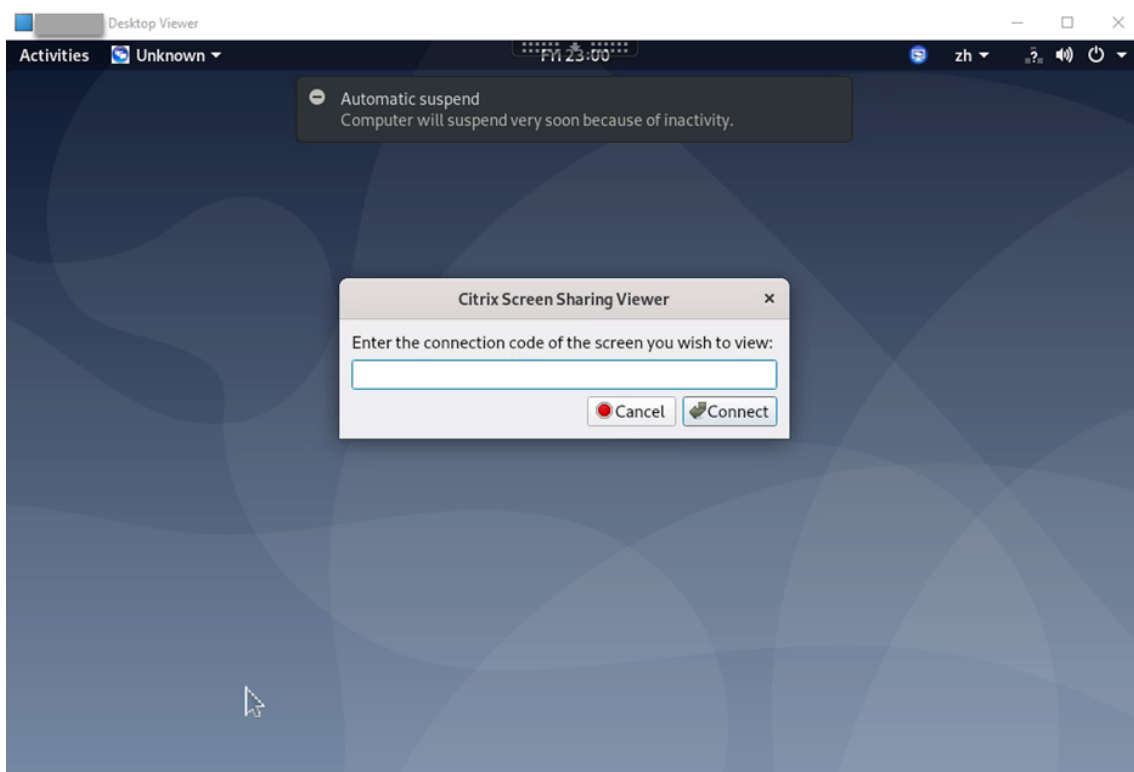 Desktop Viewer
Activities Unknown Fri 23:00 zh ?
Automatic suspend
Computer will suspend very soon because of inactivity.
Citrix Screen Sharing Viewer
Enter the connection code of the screen you wish to view:
Cancel Connect